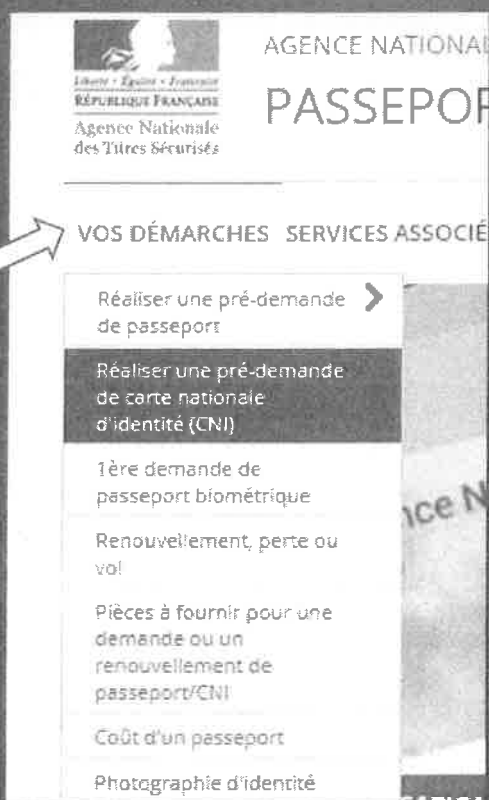 AGENCE NATIONAL
Liberté • Égalité • Fraternité
RÉPUBLIQUE FRANÇAISE
PASSEPOR
Agence Nationale
des Titres Sécurisés
VOS DÉMARCHES SERVICES ASSOCIÉ
Réaliser une pré-demande
de passeport
Réaliser une pré-demande
de carte nationale
d'identité (CNI)
1ère demande de
passeport biométrique
Renouvellement, perte ou
vol
Pièces à fournir pour une
demande ou un
renouvellement de
passeport/CNI
Coût d'un passeport
Photographie d'identité
nce N